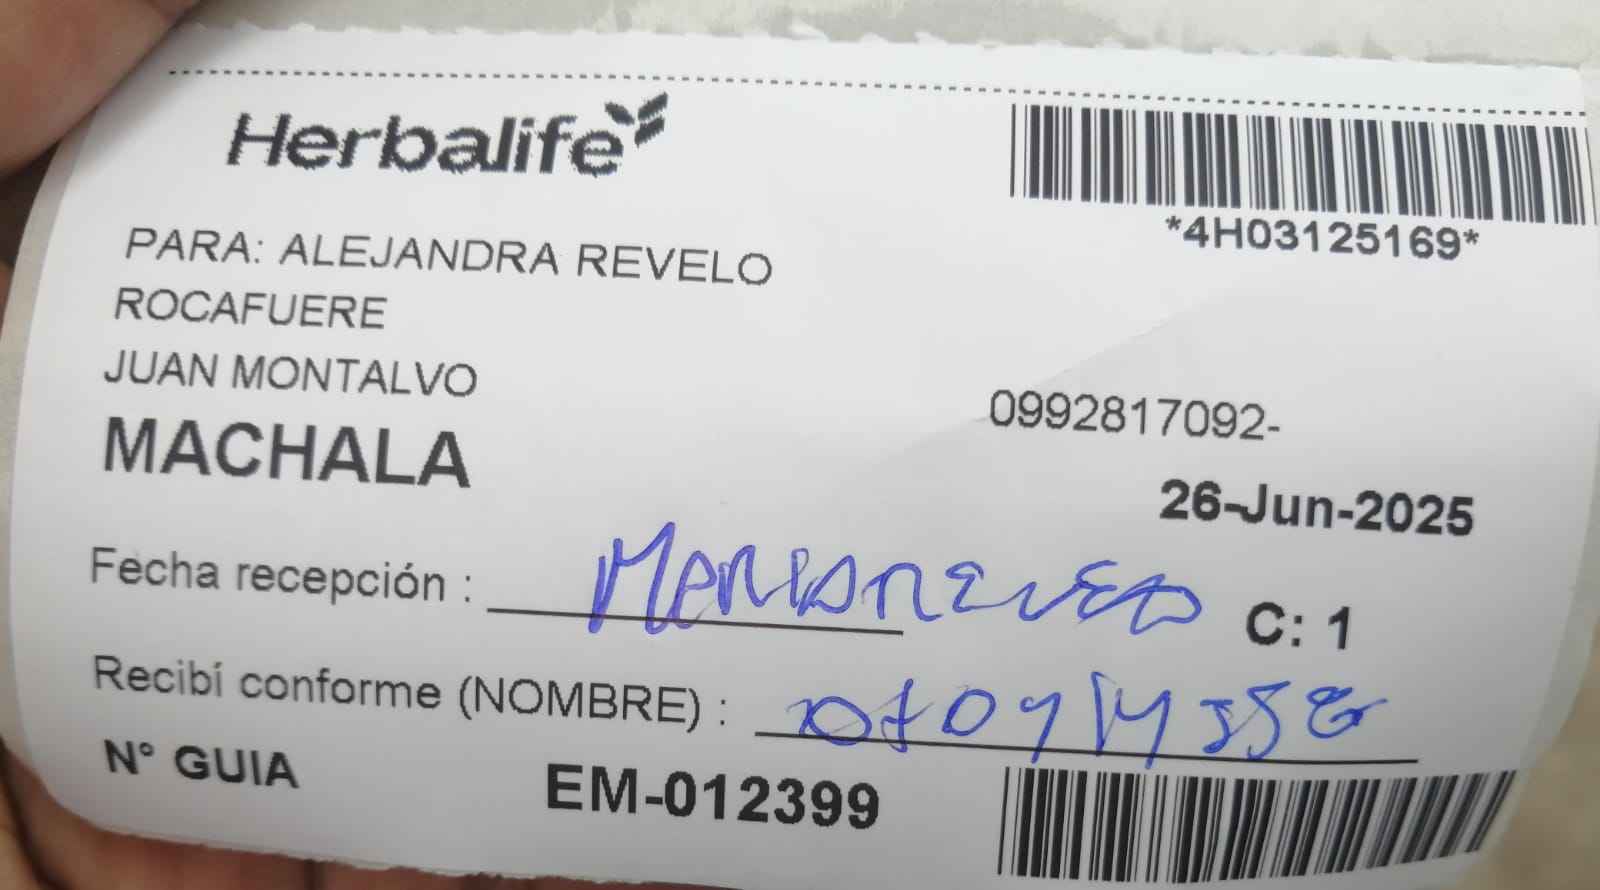 Herbalife
*4H03125169*
PARA: ALEJANDRA REVELO
ROCAFUERE
JUAN MONTALVO
0992817092-
MACHALA
26-Jun-2025
Fecha recepción :
C: 1
Recibí conforme (NOMBRE) :
N° GUIA EM-012399